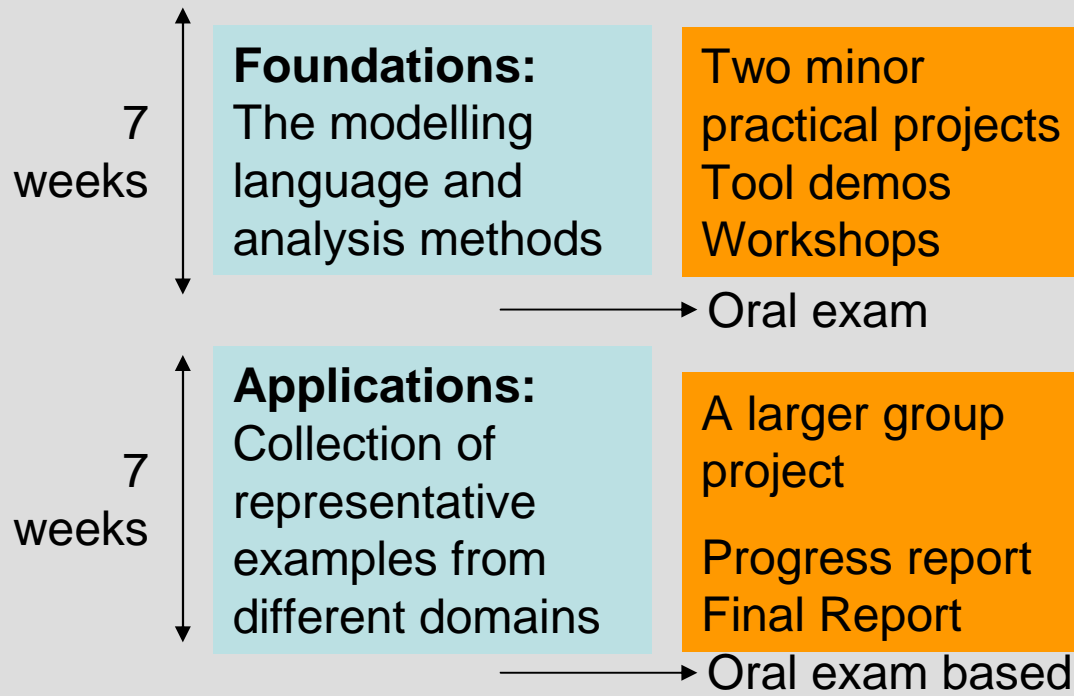 7
weeks
Foundations:
The modelling
language and
analysis methods
Two minor
practical projects
Tool demos
Workshops
Oral exam
7
weeks
Applications:
Collection of
representative
examples from
different domains
A larger group
project
Progress report
Final Report
Oral exam based